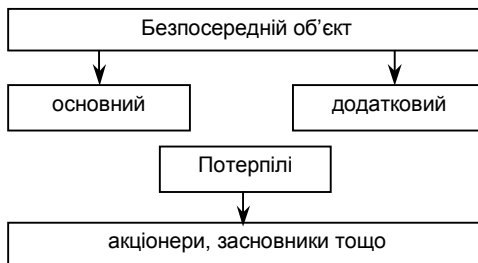 Безпосередній об’єкт
основний
додатковий
Потерпілі
акціонери, засновники тощо